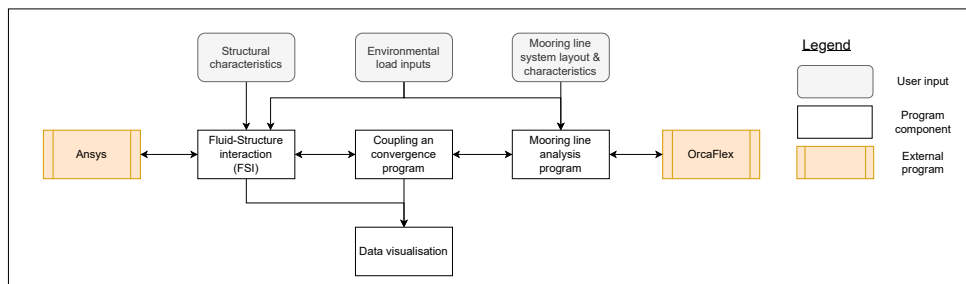 Structural
characteristics
Environmental
load inputs
Mooring line
system layout &
characteristics
Legend
User input
Program
component
External
program
Ansys
Fluid-Structure
interaction
(FSI)
Coupling an
convergence
program
Mooring line
analysis
program
OrcaFlex
Data visualisation